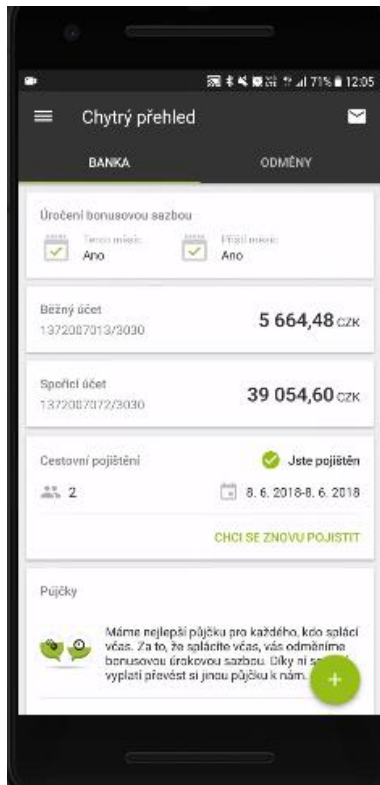 71% 12:05
Chytrý přehled
BANKA ODMĚNY
Úročení bonusovou sazbou
Tento měsíc Příští měsíc
Ano Ano
Běžný účet
5 664,48 CZK
1372007013/3030
Spořicí účet
39 054,60 CZK
1372007072/3030
Cestovní pojištění Jste pojištěn
2 8. 6. 2018-8. 6. 2018
CHCI SE ZNOVU POJISTIT
Půjčky
Máme nejlepší půjčku pro každého, kdo splácí
včas. Za to, že splácíte včas, vás odměníme
bonusovou úrokovou sazbou. Díky ní se
vyplatí převést si jinou půjčku k nám.